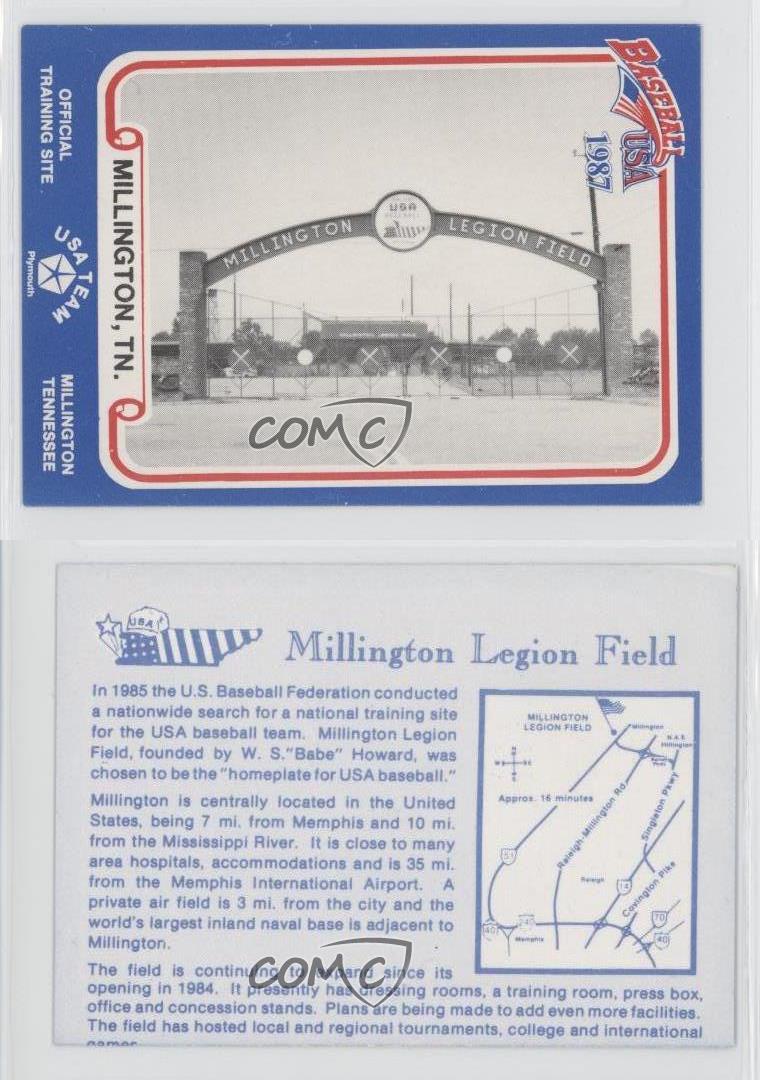 BASEBALL
USA
1987
OFFICIAL
TRAINING SITE
USA TEAM
Plymouth
MILLINGTON
TENNESSEE
MILLINGTON, TN.
MILLINGTON LEGION FIELD
USA
BASEBALL
COMC
USA
Millington Legion Field
In 1985 the U.S. Baseball Federation conducted
a nationwide search for a national training site
for the USA baseball team. Millington Legion
Field, founded by W. S."Babe" Howard, was
chosen to be the "homeplate for USA baseball."
Millington is centrally located in the United
States, being 7 mi. from Memphis and 10 mi.
from the Mississippi River. It is close to many
area hospitals, accommodations and is 35 mi.
from the Memphis International Airport. A
private air field is 3 mi. from the city and the
world's largest inland naval base is adjacent to
Millington.
The field is continuing to expand since its
opening in 1984. It presently has dressing rooms, a training room, press box,
office and concession stands. Plans are being made to add even more facilities.
The field has hosted local and regional tournaments, college and international
games.
MILLINGTON
LEGION FIELD
Millington
N.A.S.
Millington
N
W E
S
Approx. 16 minutes
Raleigh-Millington Rd.
Singleton Pkwy
51
Raleigh
14
Covington Pike
240
40
Memphis
70
40
COMC